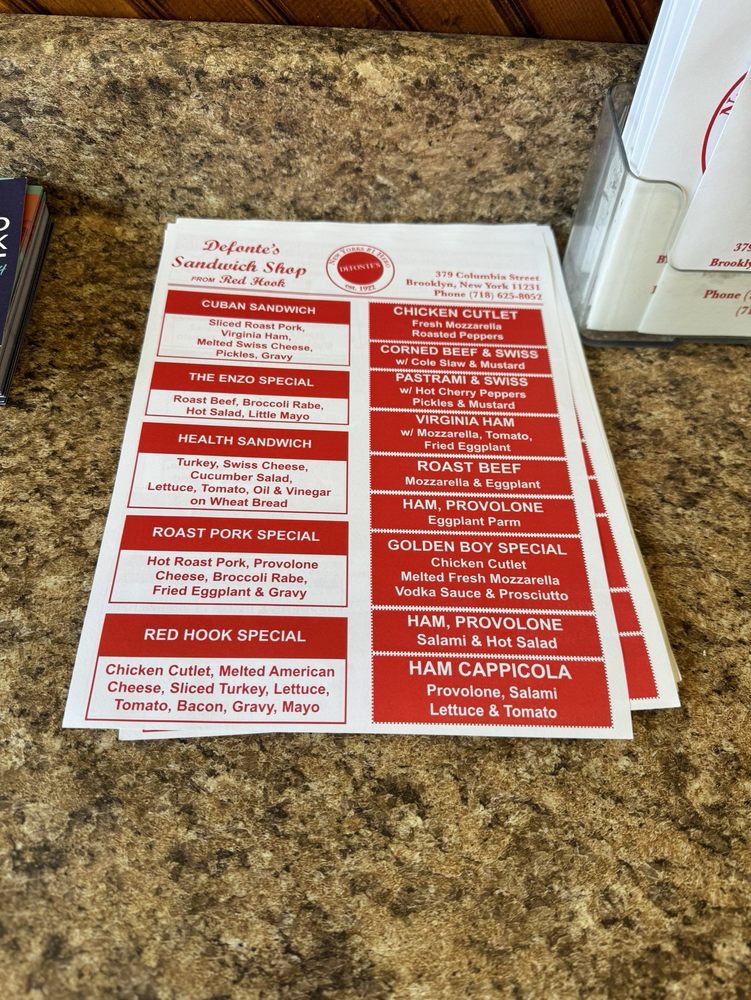 Defonte's
Sandwich Shop
FROM Red Hook
NEW YORKS #1 HERO
DEFONTE'S
est. 1922
379 Columbia Street
Brooklyn, New York 11231
Phone (718) 625-8052
CUBAN SANDWICH
Sliced Roast Pork,
Virginia Ham,
Melted Swiss Cheese,
Pickles, Gravy
THE ENZO SPECIAL
Roast Beef, Broccoli Rabe,
Hot Salad, Little Mayo
HEALTH SANDWICH
Turkey, Swiss Cheese,
Cucumber Salad,
Lettuce, Tomato, Oil & Vinegar
on Wheat Bread
ROAST PORK SPECIAL
Hot Roast Pork, Provolone
Cheese, Broccoli Rabe,
Fried Eggplant & Gravy
RED HOOK SPECIAL
Chicken Cutlet, Melted American
Cheese, Sliced Turkey, Lettuce,
Tomato, Bacon, Gravy, Mayo
CHICKEN CUTLET
Fresh Mozzarella
Roasted Peppers
CORNED BEEF & SWISS
w/ Cole Slaw & Mustard
PASTRAMI & SWISS
w/ Hot Cherry Peppers
Pickles & Mustard
VIRGINIA HAM
w/ Mozzarella, Tomato,
Fried Eggplant
ROAST BEEF
Mozzarella & Eggplant
HAM, PROVOLONE
Eggplant Parm
GOLDEN BOY SPECIAL
Chicken Cutlet
Melted Fresh Mozzarella
Vodka Sauce & Prosciutto
HAM, PROVOLONE
Salami & Hot Salad
HAM CAPPICOLA
Provolone, Salami
Lettuce & Tomato
379
Brookly
Phone (
(71